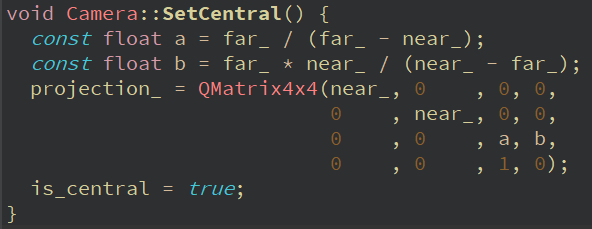 void Camera::SetCentral() {
  const float a = far_ / (far_ - near_);
  const float b = far_ * near_ / (near_ - far_);
  projection_ = QMatrix4x4(near_, 0    , 0, 0,
                           0    , near_, 0, 0,
                           0    , 0    , a, b,
                           0    , 0    , 1, 0);
  is_central = true;
}